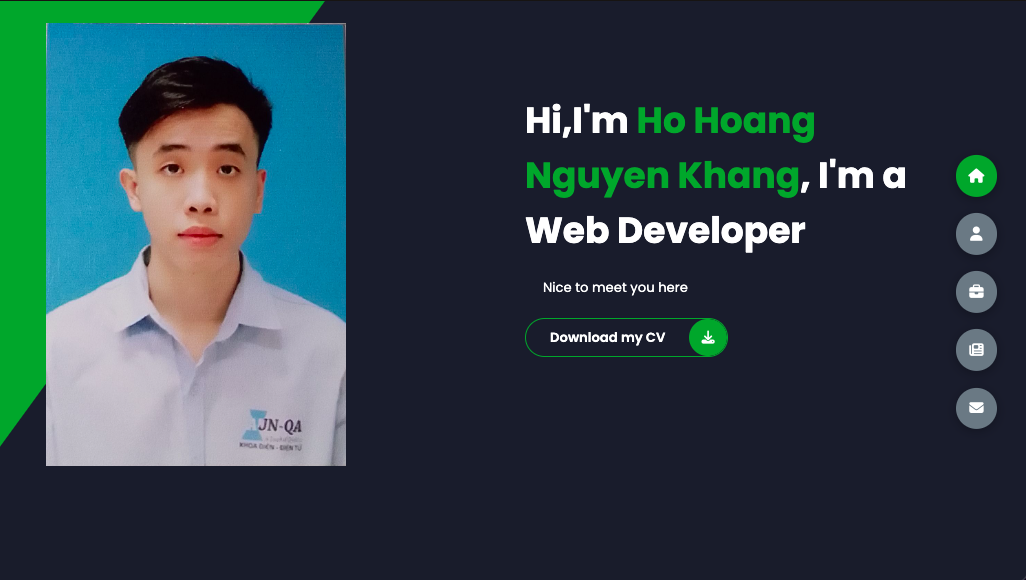 Hi,I'm Ho Hoang
Nguyen Khang, I'm a
Web Developer
Nice to meet you here
Download my CV
JN-QA
KHOA ĐIỆN - ĐIỆN TỬ